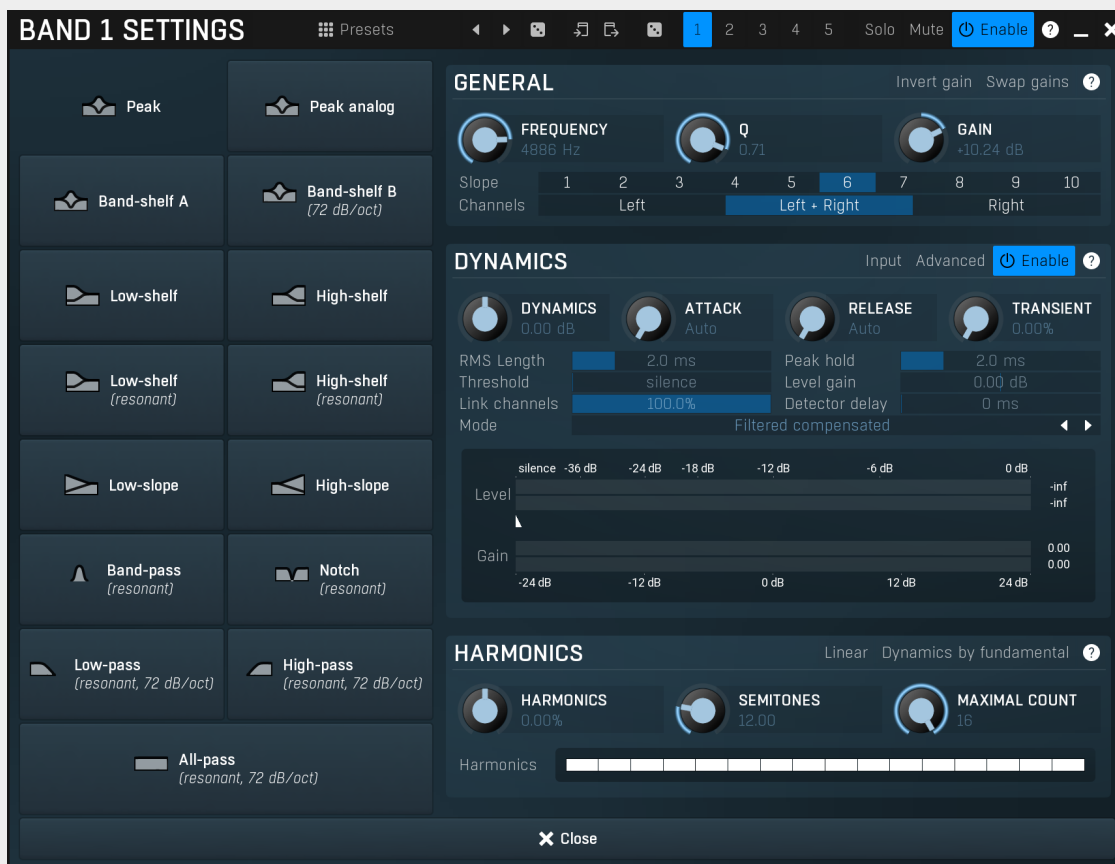 BAND 1 SETTINGS
Presets
1 2 3 4 5
Solo Mute Enable ?
Peak
Peak analog
Band-shelf A
Band-shelf B
(72 dB/oct)
Low-shelf
High-shelf
Low-shelf
(resonant)
High-shelf
(resonant)
Low-slope
High-slope
Band-pass
(resonant)
Notch
(resonant)
Low-pass
(resonant, 72 dB/oct)
High-pass
(resonant, 72 dB/oct)
All-pass
(resonant, 72 dB/oct)
GENERAL
Invert gain Swap gains ?
FREQUENCY
4886 Hz
Q
0.71
GAIN
+10.24 dB
Slope 1 2 3 4 5 6 7 8 9 10
Channels Left Left + Right Right
DYNAMICS
Input Advanced Enable ?
DYNAMICS
0.00 dB
ATTACK
Auto
RELEASE
Auto
TRANSIENT
0.00%
RMS Length 2.0 ms
Peak hold 2.0 ms
Threshold silence
Level gain 0.00 dB
Link channels 100.0%
Detector delay 0 ms
Mode Filtered compensated
silence -36 dB -24 dB -18 dB -12 dB -6 dB 0 dB
Level
-inf
-inf
Gain
0.00
0.00
-24 dB -12 dB 0 dB 12 dB 24 dB
HARMONICS
Linear Dynamics by fundamental ?
HARMONICS
0.00%
SEMITONES
12.00
MAXIMAL COUNT
16
Harmonics
Close